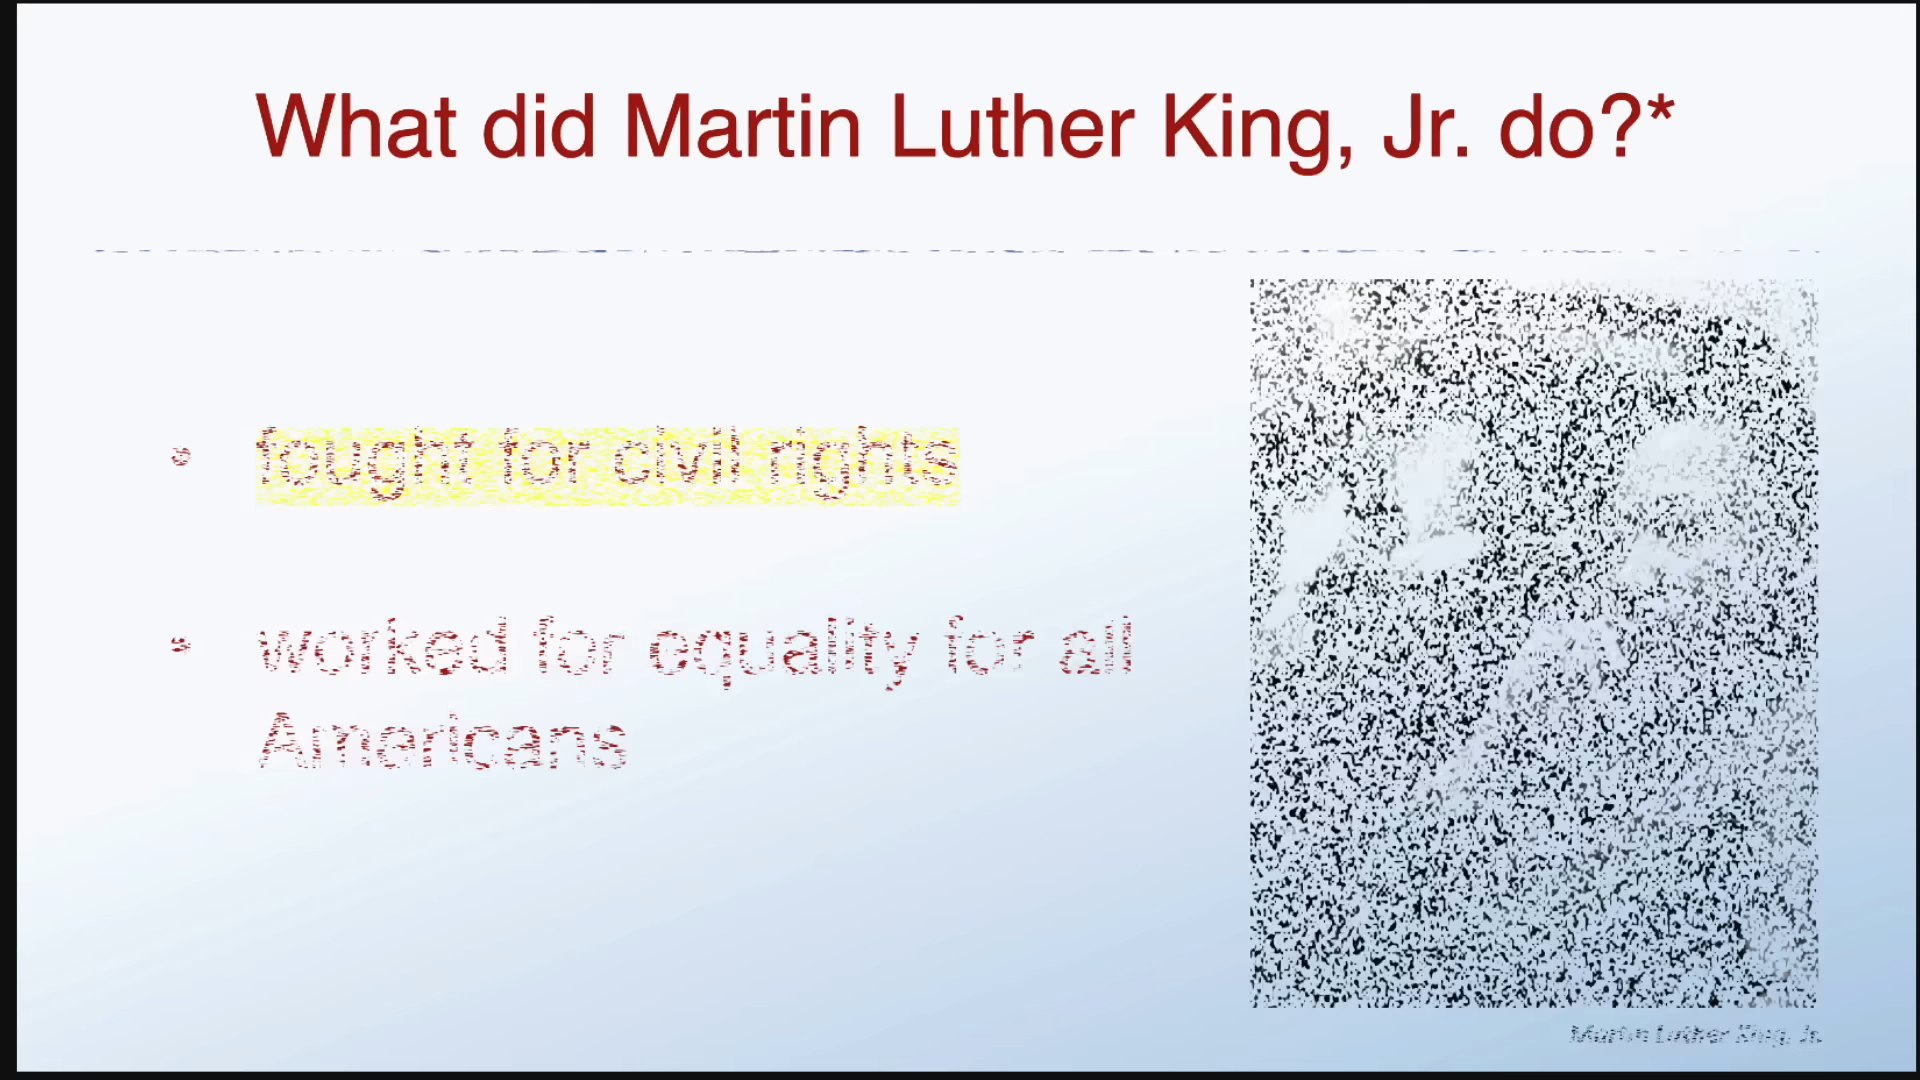 What did Martin Luther King, Jr. do?*
• fought for civil rights
• worked for equality for all
Americans
Martin Luther King, Jr.